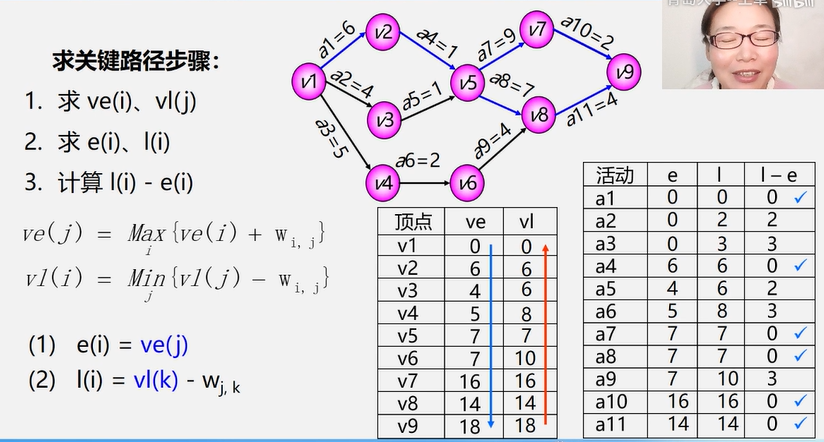 求关键路径步骤：
1. 求 ve(i)、vl(j)
2. 求 e(i)、l(i)
3. 计算 l(i) - e(i)
ve(j) = Max{ve(i) + w i, j}
i
vl(i) = Min{vl(j) - w i, j}
j
(1) e(i) = ve(j)
(2) l(i) = vl(k) - w j, k
v1
v2
v3
v4
v5
v6
v7
v8
v9
a1=6
a2=4
a3=5
a4=1
a5=1
a6=2
a7=9
a8=7
a9=4
a10=2
a11=4
顶点 ve vl
v1 0 0
v2 6 6
v3 4 6
v4 5 8
v5 7 7
v6 7 10
v7 16 16
v8 14 14
v9 18 18
活动 e l l – e
a1 0 0 0 ✓
a2 0 2 2
a3 0 3 3
a4 6 6 0 ✓
a5 4 6 2
a6 5 8 3
a7 7 7 0 ✓
a8 7 7 0 ✓
a9 7 10 3
a10 16 16 0 ✓
a11 14 14 0 ✓